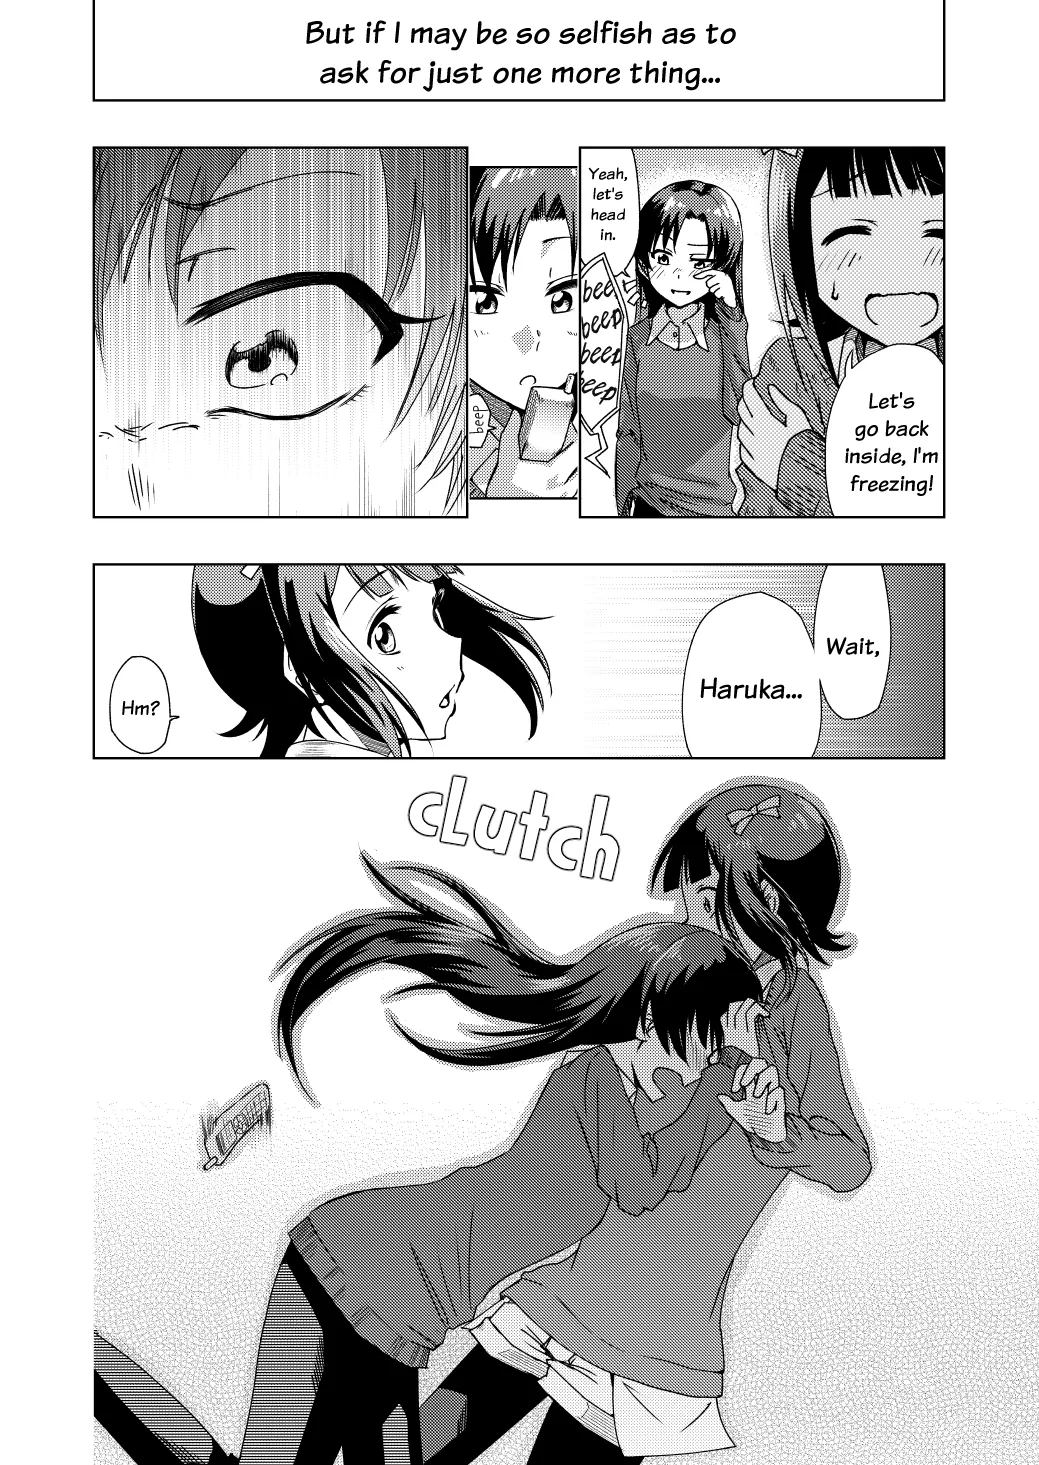 But if I may be so selfish as to
ask for just one more thing...
Let's
go back
inside, I'm
freezing!
Yeah,
let's
head
in.
beep
beep
beep
beep
beep
Wait,
Haruka...
Hm?
CLutch